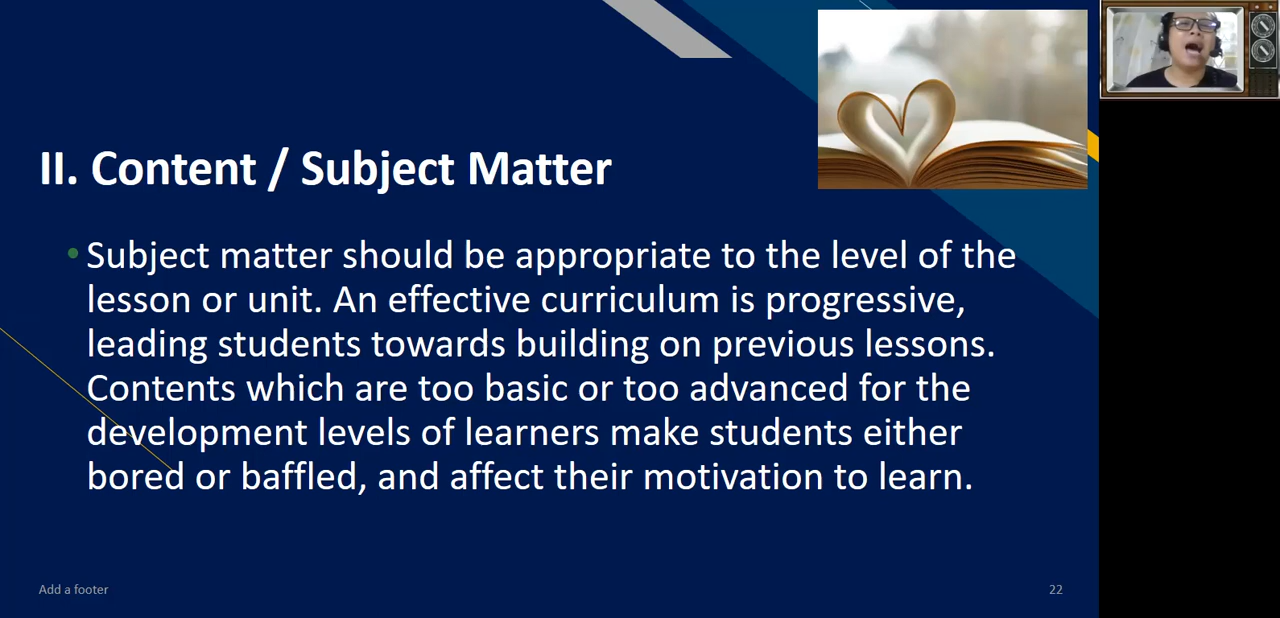 II. Content / Subject Matter
• Subject matter should be appropriate to the level of the
lesson or unit. An effective curriculum is progressive,
leading students towards building on previous lessons.
Contents which are too basic or too advanced for the
development levels of learners make students either
bored or baffled, and affect their motivation to learn.
Add a footer
22